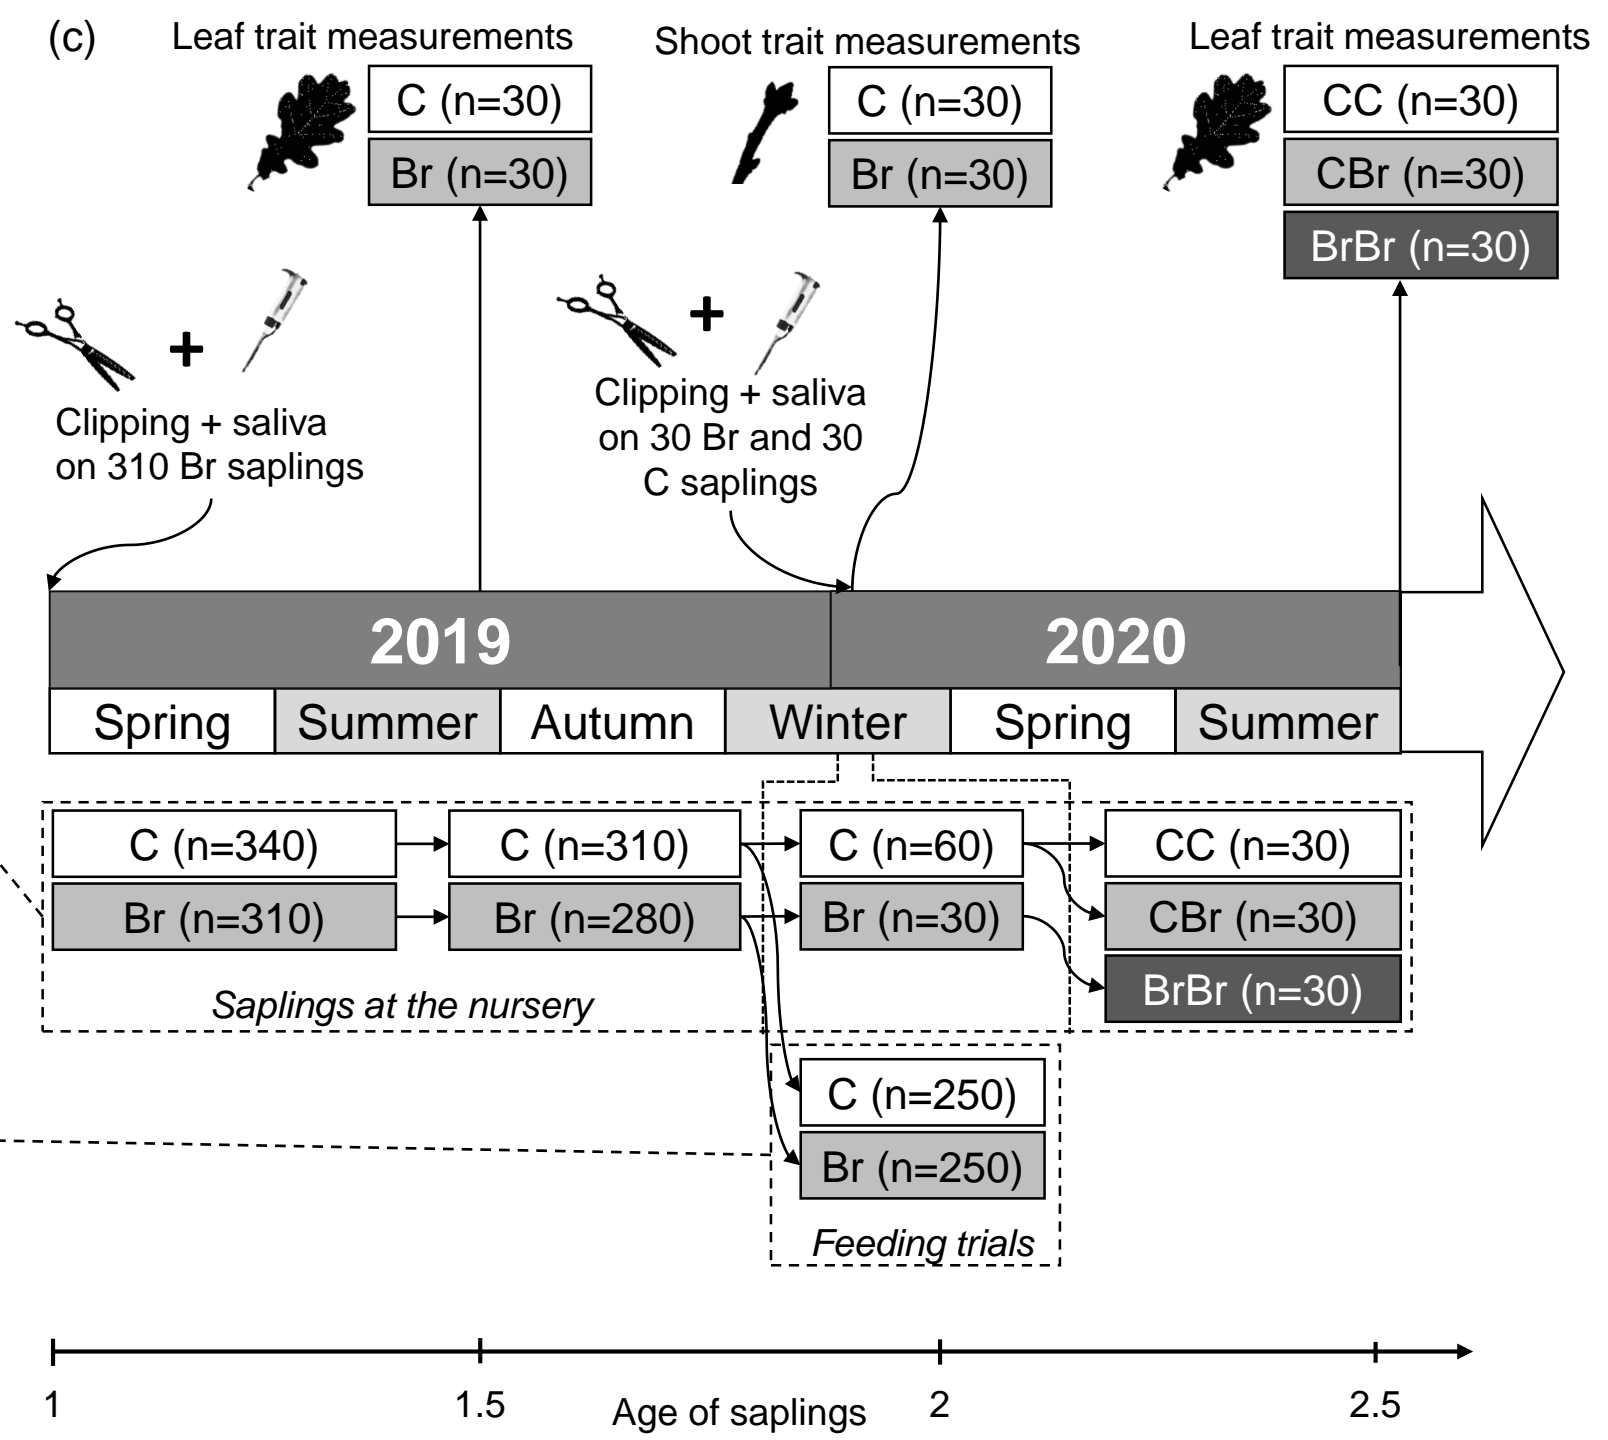 (c)
Leaf trait measurements
C (n=30)
Br (n=30)
Shoot trait measurements
C (n=30)
Br (n=30)
Leaf trait measurements
CC (n=30)
CBr (n=30)
BrBr (n=30)
+
Clipping + saliva
on 310 Br saplings
+
Clipping + saliva
on 30 Br and 30
C saplings
2019
2020
Spring
Summer
Autumn
Winter
Spring
Summer
C (n=340)
C (n=310)
C (n=60)
CC (n=30)
Br (n=310)
Br (n=280)
Br (n=30)
CBr (n=30)
BrBr (n=30)
Saplings at the nursery
C (n=250)
Br (n=250)
Feeding trials
1
1.5
Age of saplings
2
2.5